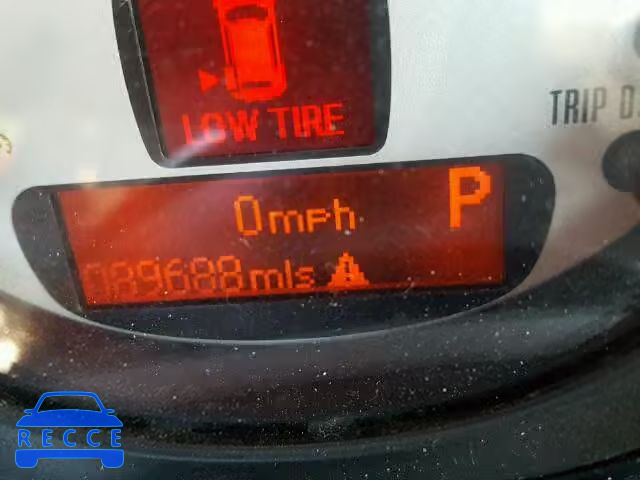 LOW TIRE
TRIP
0mph
P
089688mls
RECCE